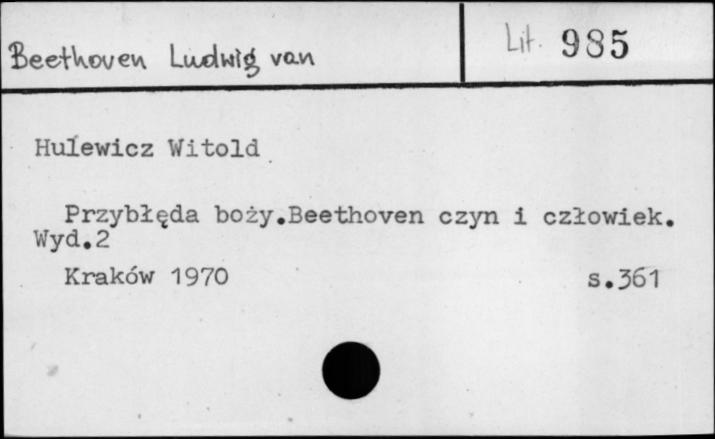 Beethoven Ludwig van
Lit. 985
Hulewicz Witold
Przybłęda boży.Beethoven czyn i człowiek.
Wyd.2
Kraków 1970 s.361